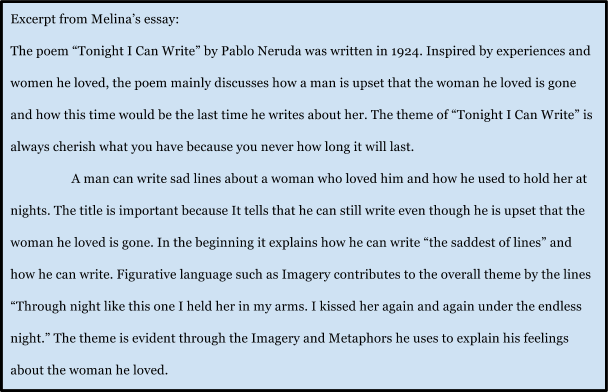 Excerpt from Melina’s essay:
The poem “Tonight I Can Write” by Pablo Neruda was written in 1924. Inspired by experiences and
women he loved, the poem mainly discusses how a man is upset that the woman he loved is gone
and how this time would be the last time he writes about her. The theme of “Tonight I Can Write” is
always cherish what you have because you never how long it will last.
A man can write sad lines about a woman who loved him and how he used to hold her at
nights. The title is important because It tells that he can still write even though he is upset that the
woman he loved is gone. In the beginning it explains how he can write “the saddest of lines” and
how he can write. Figurative language such as Imagery contributes to the overall theme by the lines
“Through night like this one I held her in my arms. I kissed her again and again under the endless
night.” The theme is evident through the Imagery and Metaphors he uses to explain his feelings
about the woman he loved.